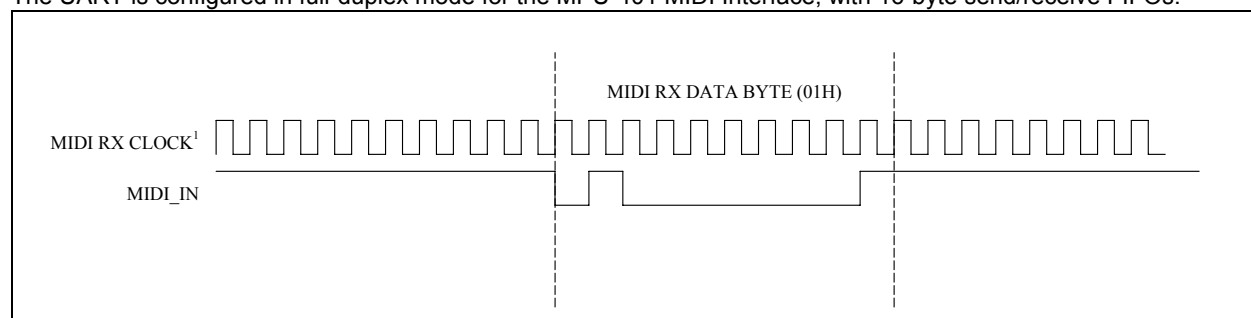 The UART is configured in full-duplex mode for the MPU-401 MIDI interface, with 16-byte send/receive FIFOs.
MIDI RX DATA BYTE (01H)
MIDI RX CLOCK¹
MIDI_IN